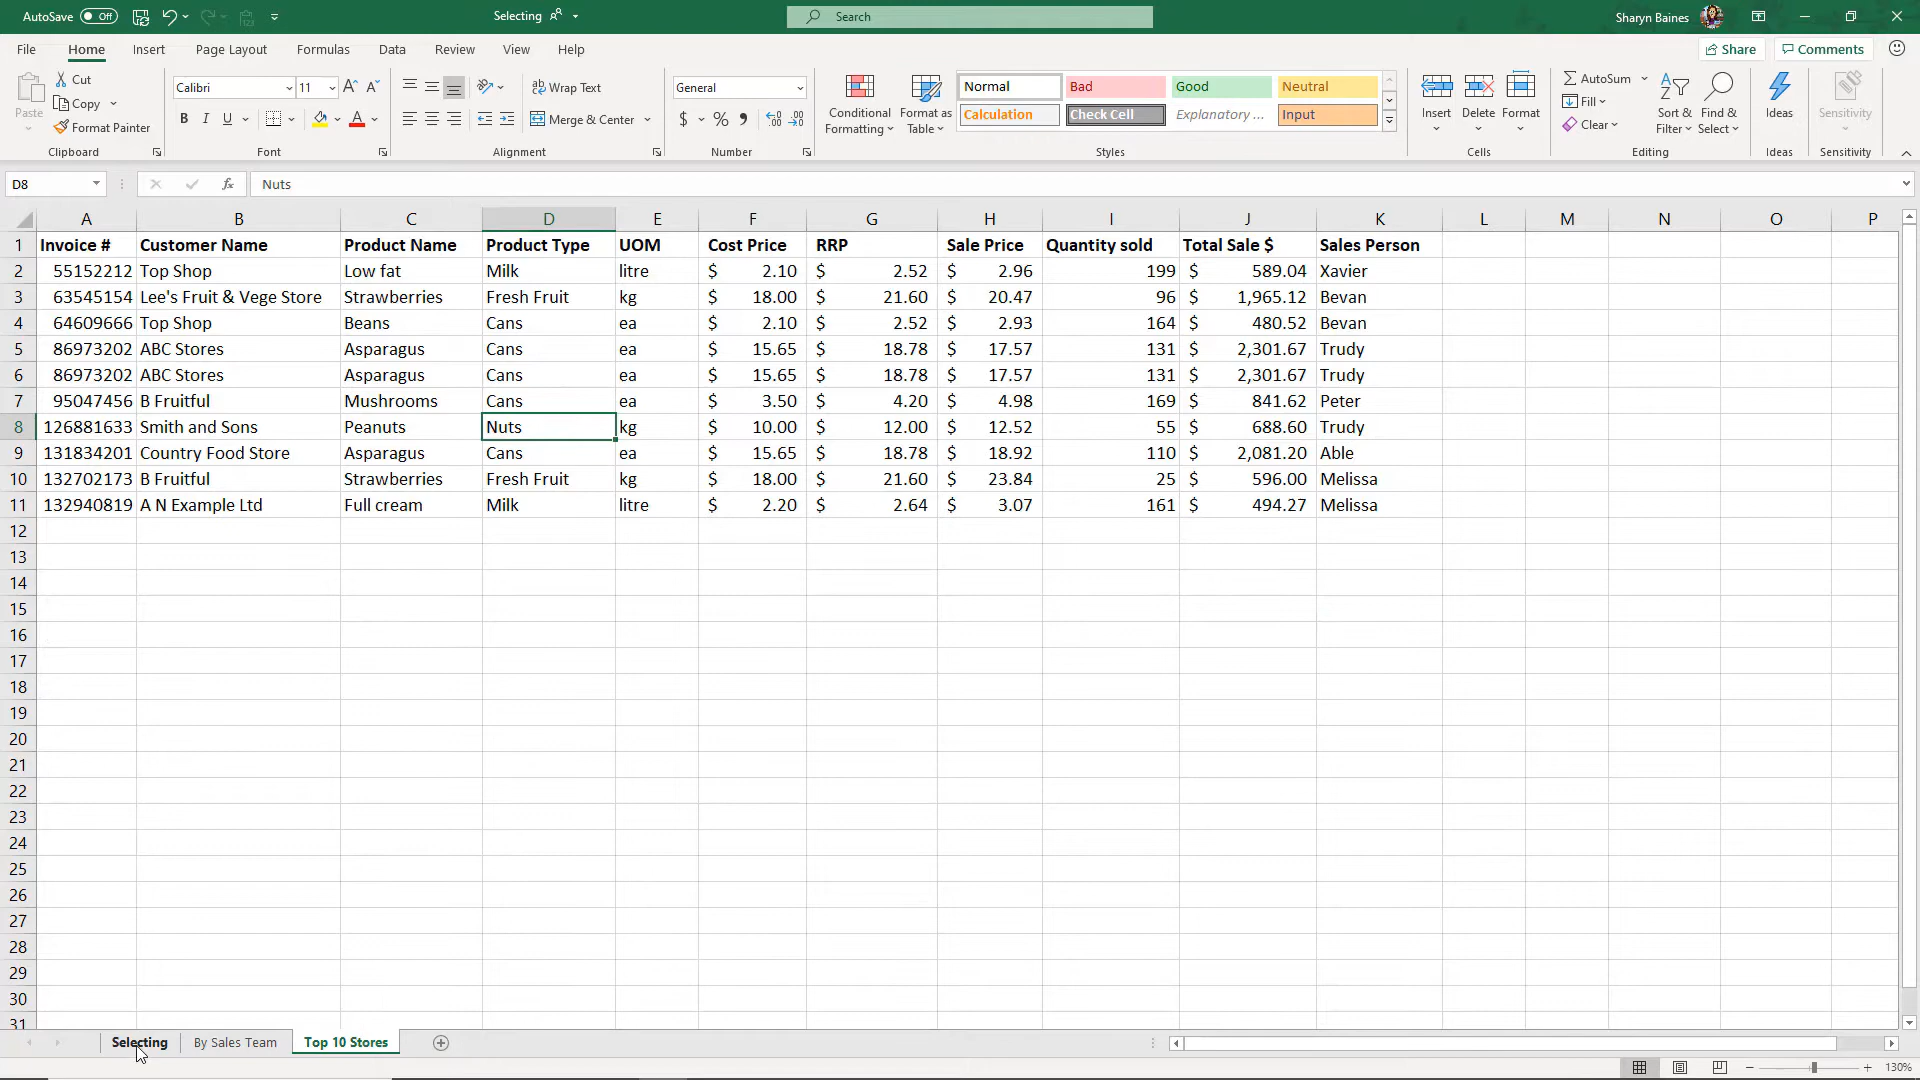 AutoSave Off Selecting Search Sharyn Baines
File Home Insert Page Layout Formulas Data Review View Help Share Comments
Paste Cut Copy Format Painter Clipboard
Calibri 11 A A B I U A Font
Wrap Text Merge & Center Alignment
General $ % Number
Conditional Formatting Format as Table
Normal Bad Good Neutral
Calculation Check Cell Explanatory ... Input
Styles
Insert Delete Format Cells
AutoSum Fill Clear Sort & Filter Find & Select Editing
Ideas Ideas
Sensitivity Sensitivity
D8 fx Nuts
A B C D E F G H I J K L M N O P
1 Invoice # Customer Name Product Name Product Type UOM Cost Price RRP Sale Price Quantity sold Total Sale $ Sales Person
2 55152212 Top Shop Low fat Milk litre $ 2.10 $ 2.52 $ 2.96 199 $ 589.04 Xavier
3 63545154 Lee's Fruit & Vege Store Strawberries Fresh Fruit kg $ 18.00 $ 21.60 $ 20.47 96 $ 1,965.12 Bevan
4 64609666 Top Shop Beans Cans ea $ 2.10 $ 2.52 $ 2.93 164 $ 480.52 Bevan
5 86973202 ABC Stores Asparagus Cans ea $ 15.65 $ 18.78 $ 17.57 131 $ 2,301.67 Trudy
6 86973202 ABC Stores Asparagus Cans ea $ 15.65 $ 18.78 $ 17.57 131 $ 2,301.67 Trudy
7 95047456 B Fruitful Mushrooms Cans ea $ 3.50 $ 4.20 $ 4.98 169 $ 841.62 Peter
8 126881633 Smith and Sons Peanuts Nuts kg $ 10.00 $ 12.00 $ 12.52 55 $ 688.60 Trudy
9 131834201 Country Food Store Asparagus Cans ea $ 15.65 $ 18.78 $ 18.92 110 $ 2,081.20 Able
10 132702173 B Fruitful Strawberries Fresh Fruit kg $ 18.00 $ 21.60 $ 23.84 25 $ 596.00 Melissa
11 132940819 A N Example Ltd Full cream Milk litre $ 2.20 $ 2.64 $ 3.07 161 $ 494.27 Melissa
12
13
14
15
16
17
18
19
20
21
22
23
24
25
26
27
28
29
30
31
Selecting By Sales Team Top 10 Stores
130%